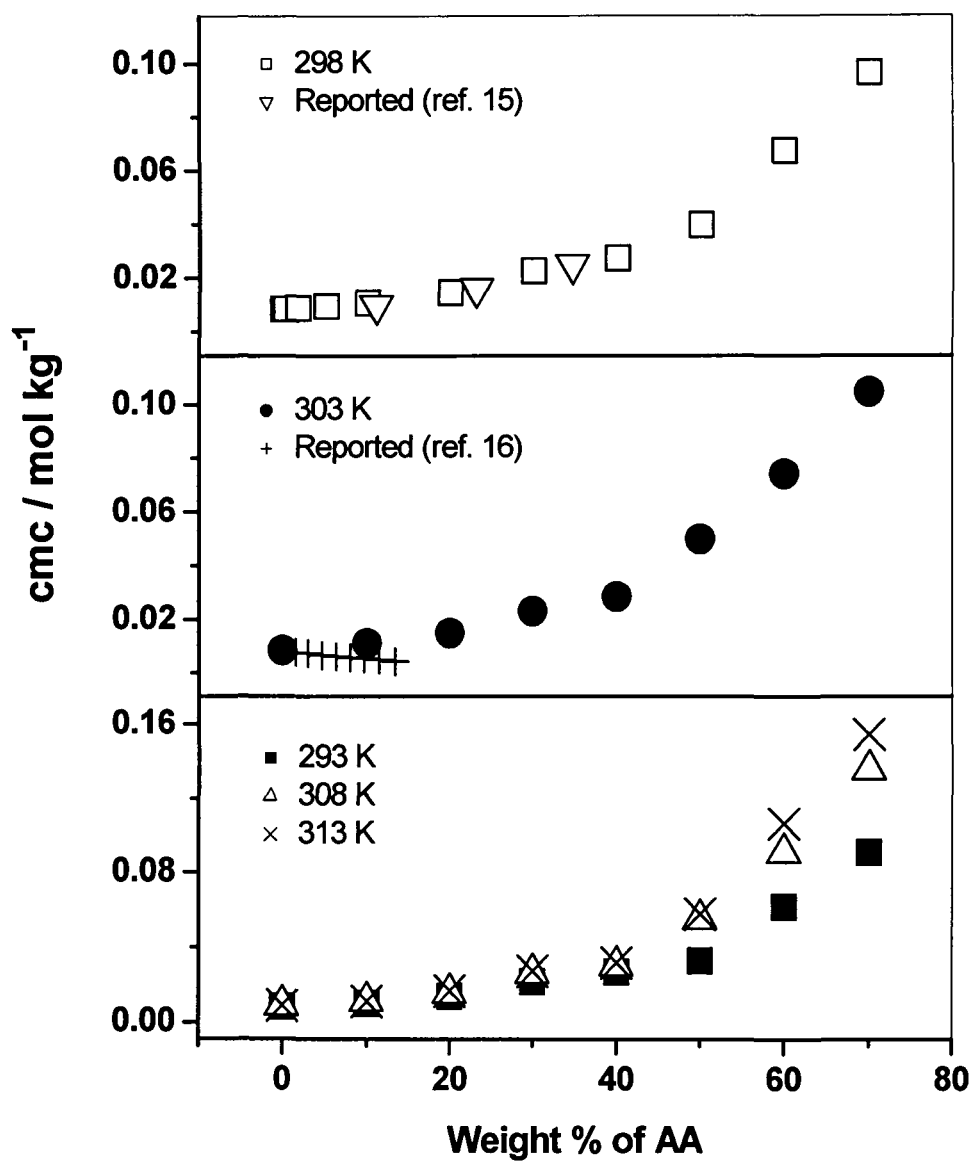 0.10
0.06
0.02
298 K
Reported (ref. 15)
0.10
0.06
0.02
303 K
Reported (ref. 16)
0.16
0.08
0.00
293 K
308 K
313 K
cmc / mol kg⁻¹
0 20 40 60 80
Weight % of AA